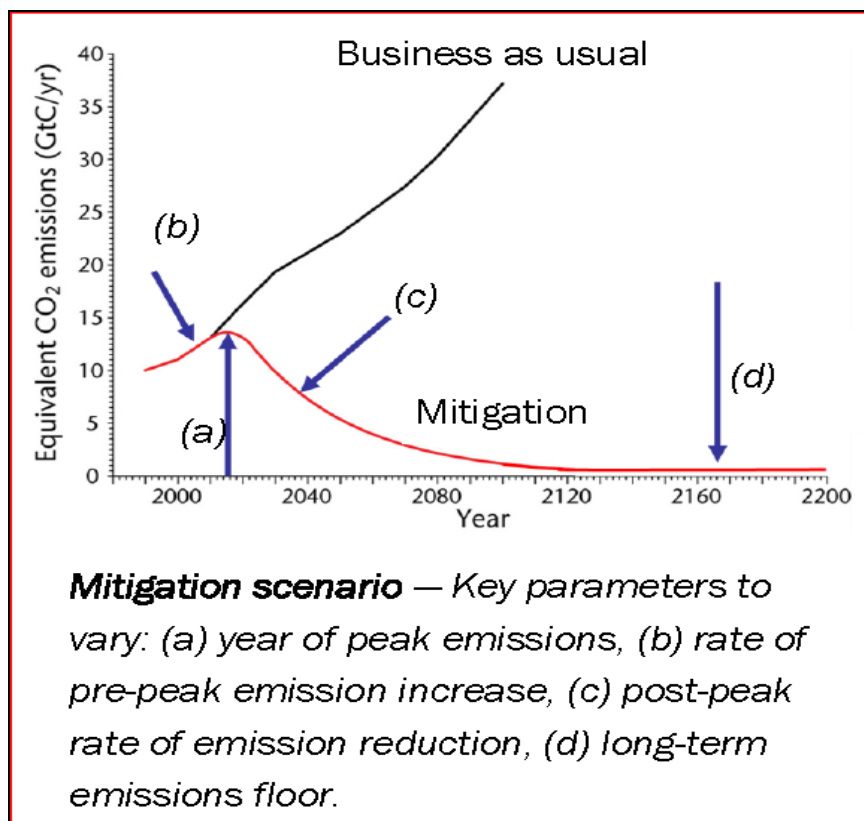 Business as usual
40
35
30
25
20
15
10
5
0
Equivalent CO₂ emissions (GtC/yr)
(b)
(c)
(a)
(d)
Mitigation
2000 2040 2080 2120 2160 2200
Year
Mitigation scenario — Key parameters to
vary: (a) year of peak emissions, (b) rate of
pre-peak emission increase, (c) post-peak
rate of emission reduction, (d) long-term
emissions floor.